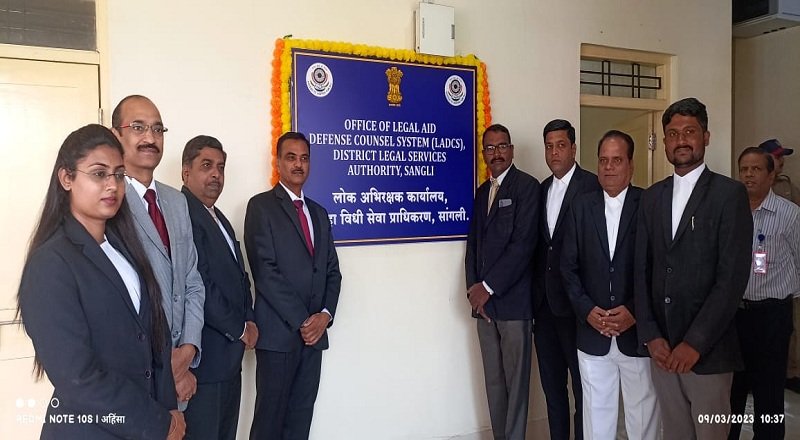 OFFICE OF LEGAL AID
DEFENSE COUNSEL SYSTEM (LADCS),
DISTRICT LEGAL SERVICES
AUTHORITY, SANGLI
लोक अभिरक्षक कार्यालय,
विधी सेवा प्राधिकरण, सांगली.
REDMI NOTE 10S | अहिंसा
09/03/2023 10:37